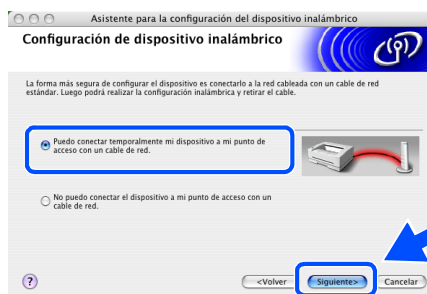 Asistente para la configuración del dispositivo inalámbrico
Configuración de dispositivo inalámbrico
La forma más segura de configurar el dispositivo es conectarlo a la red cableada con un cable de red
estándar. Luego podrá realizar la configuración inalámbrica y retirar el cable.
Puedo conectar temporalmente mi dispositivo a mi punto de
acceso con un cable de red.
No puedo conectar el dispositivo a mi punto de acceso con un
cable de red.
?
<Volver
Siguiente>
Cancelar